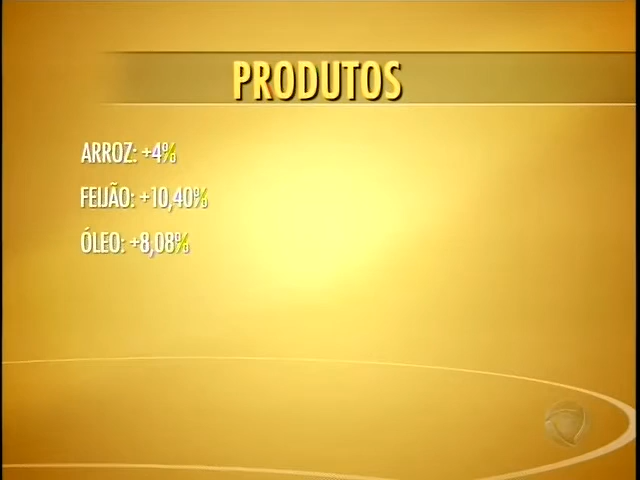 PRODUTOS
ARROZ: +4%
FEIJÃO: +10,40%
ÓLEO: +8,08%